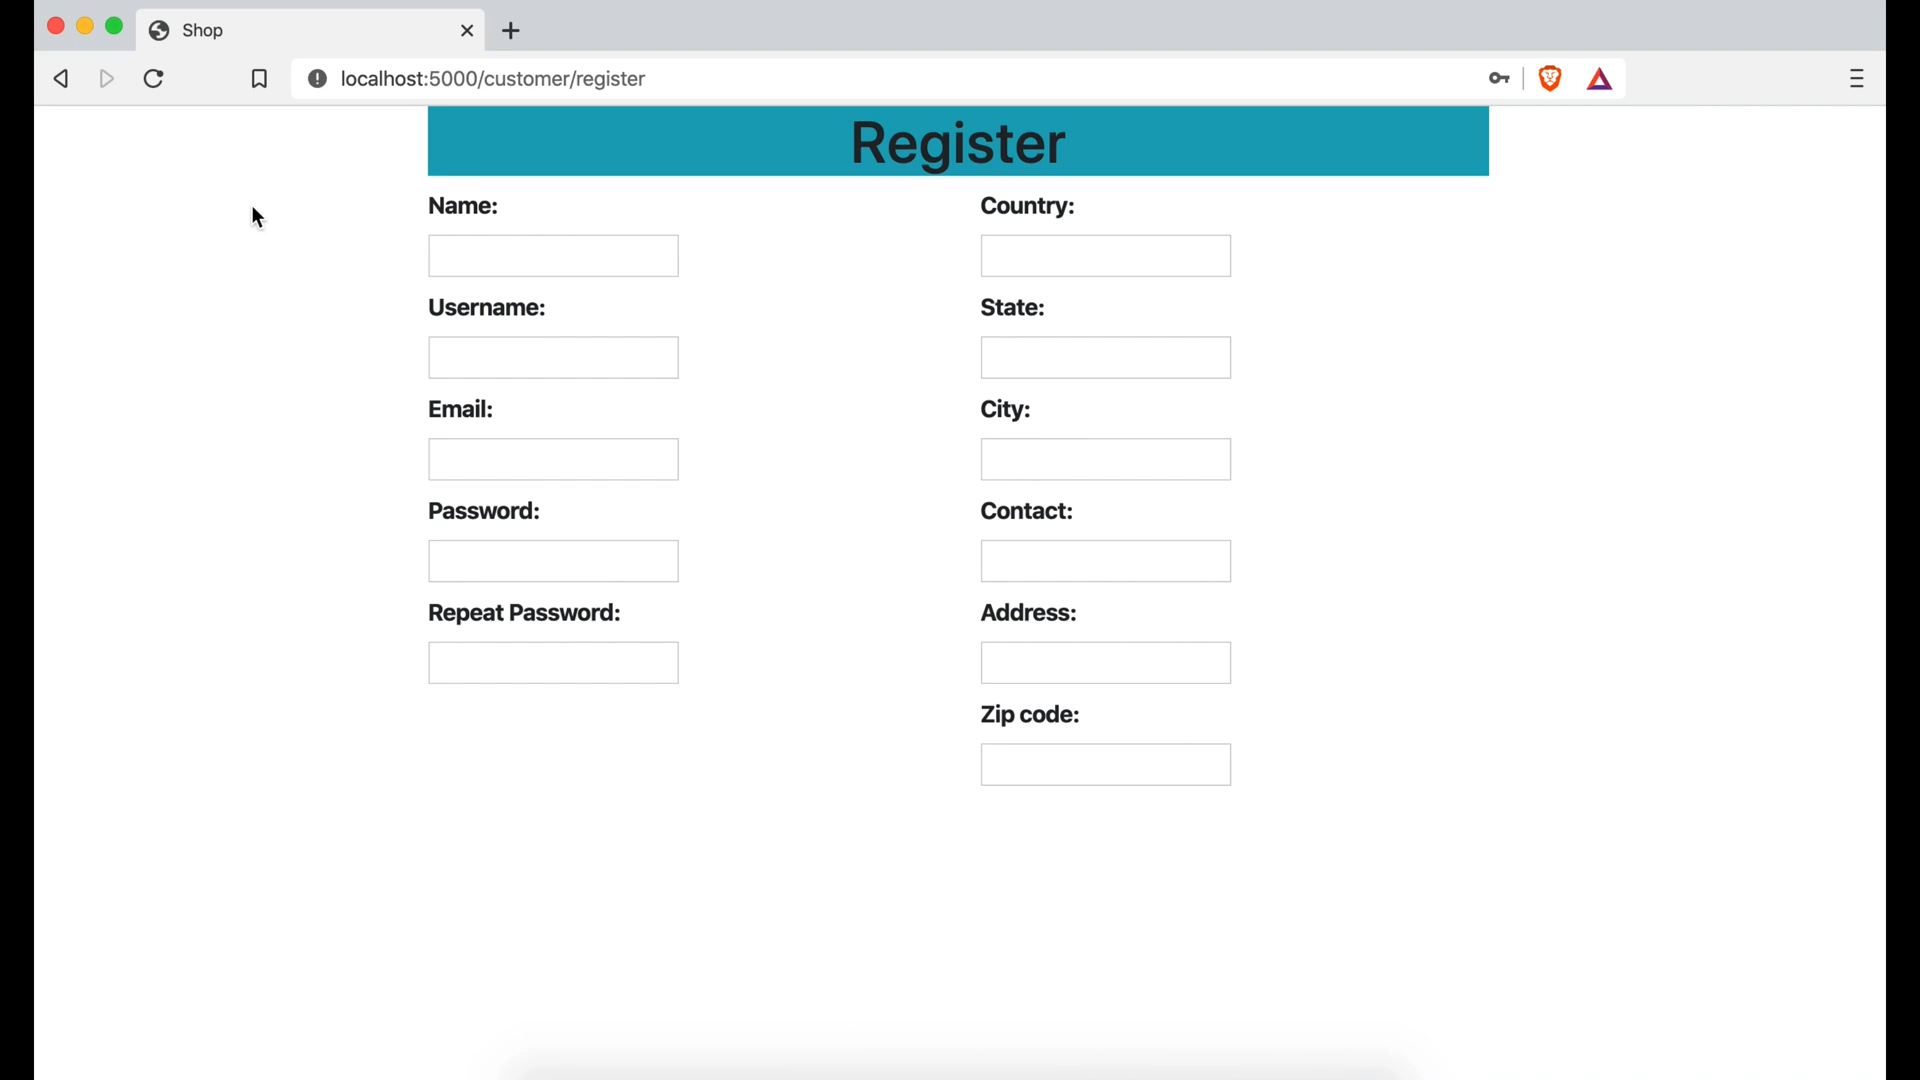 Shop
localhost:5000/customer/register
Register
Name:
Username:
Email:
Password:
Repeat Password:
Country:
State:
City:
Contact:
Address:
Zip code: